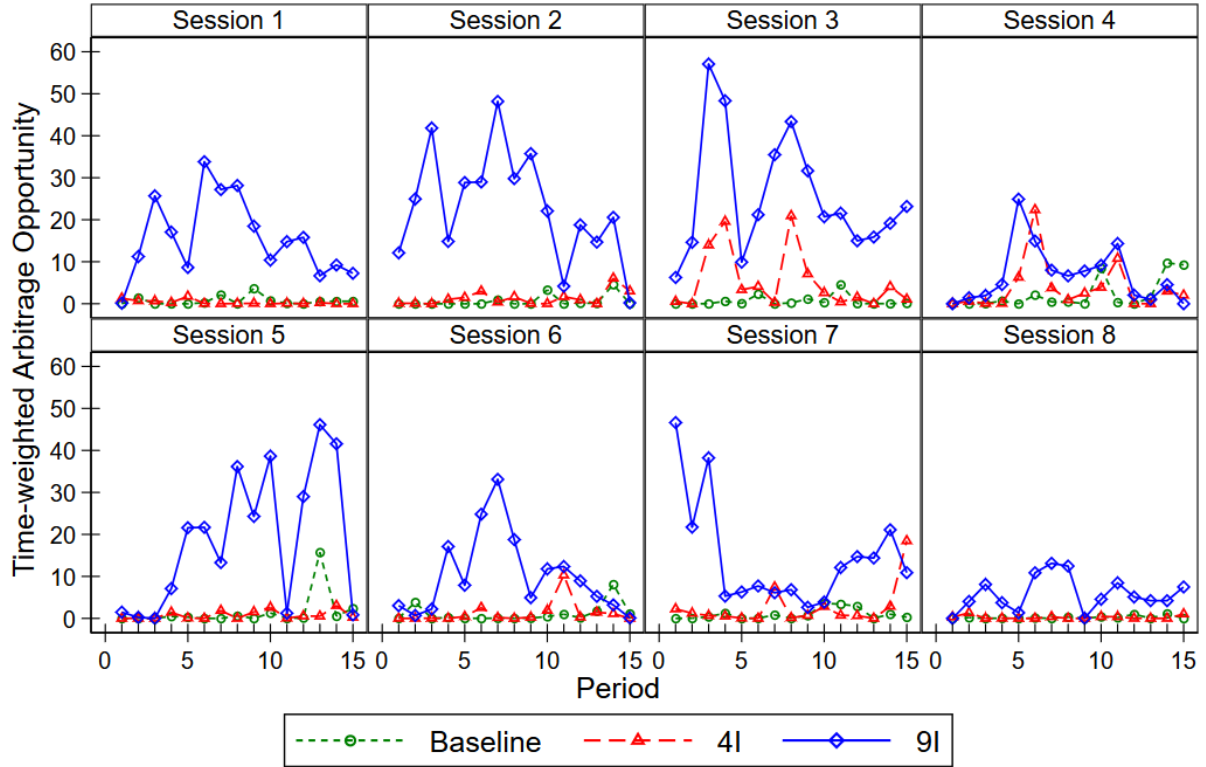 Session 1 Session 2 Session 3 Session 4
60
50
40
30
20
10
0
Session 5 Session 6 Session 7 Session 8
60
50
40
30
20
10
0
0 5 10 15 0 5 10 15 0 5 10 15 0 5 10 15
Time-weighted Arbitrage Opportunity
Period
Baseline 4I 9I